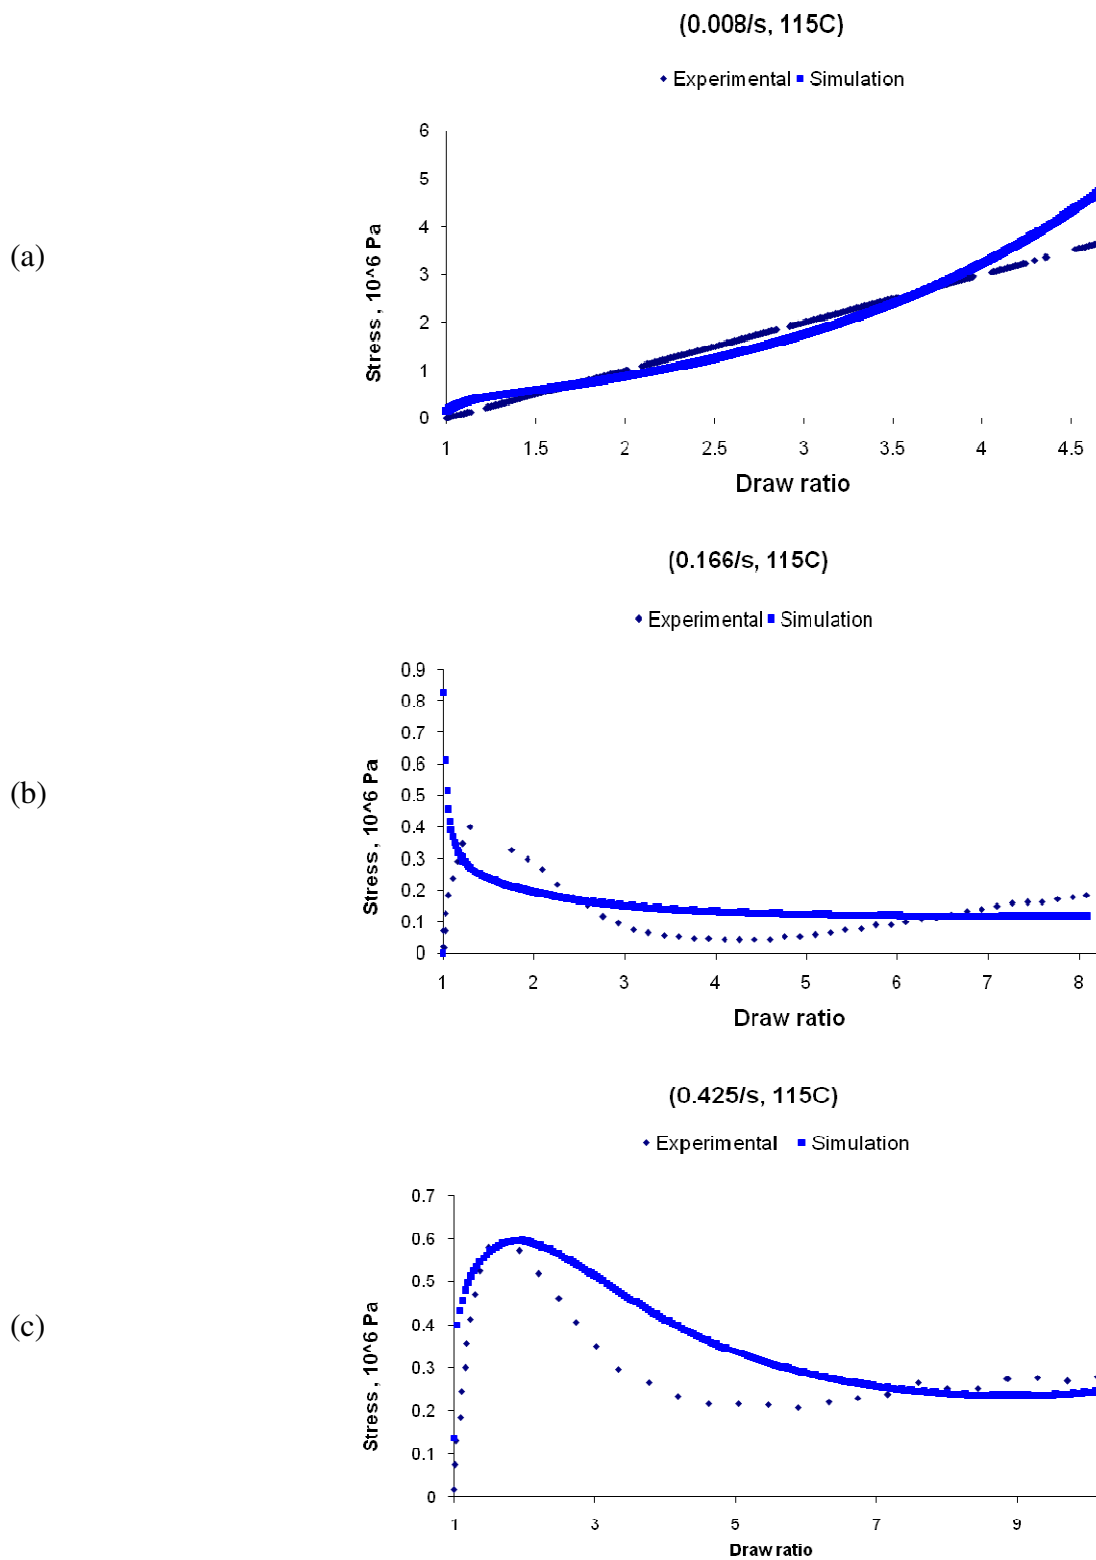 (a)
(0.008/s, 115C)
Experimental Simulation
Stress , 10^6 Pa
6
5
4
3
2
1
0
1 1.5 2 2.5 3 3.5 4 4.5
Draw ratio
(b)
(0.166/s, 115C)
Experimental Simulation
Stress , 10^6 Pa
0.9
0.8
0.7
0.6
0.5
0.4
0.3
0.2
0.1
0
1 2 3 4 5 6 7 8
Draw ratio
(c)
(0.425/s, 115C)
Experimental Simulation
Stress , 10^6 Pa
0.7
0.6
0.5
0.4
0.3
0.2
0.1
0
1 3 5 7 9
Draw ratio